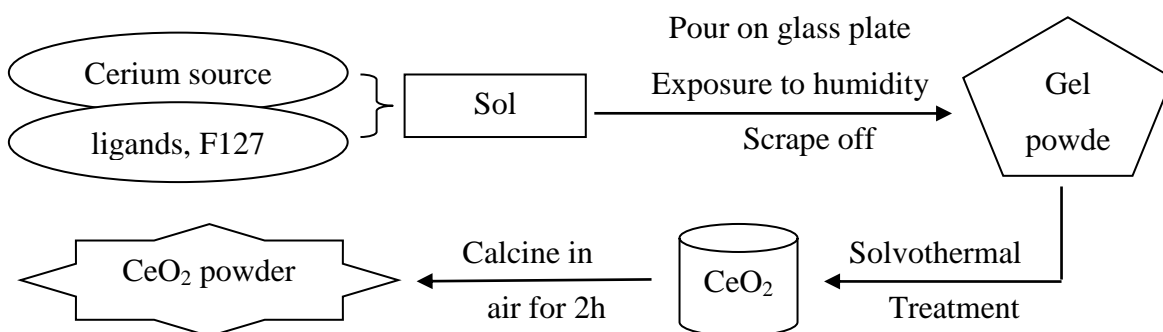 Cerium source
ligands, F127
Sol
Pour on glass plate
Exposure to humidity
Scrape off
Gel
powde
Solvothermal
Treatment
CeO₂
Calcine in
air for 2h
CeO₂ powder